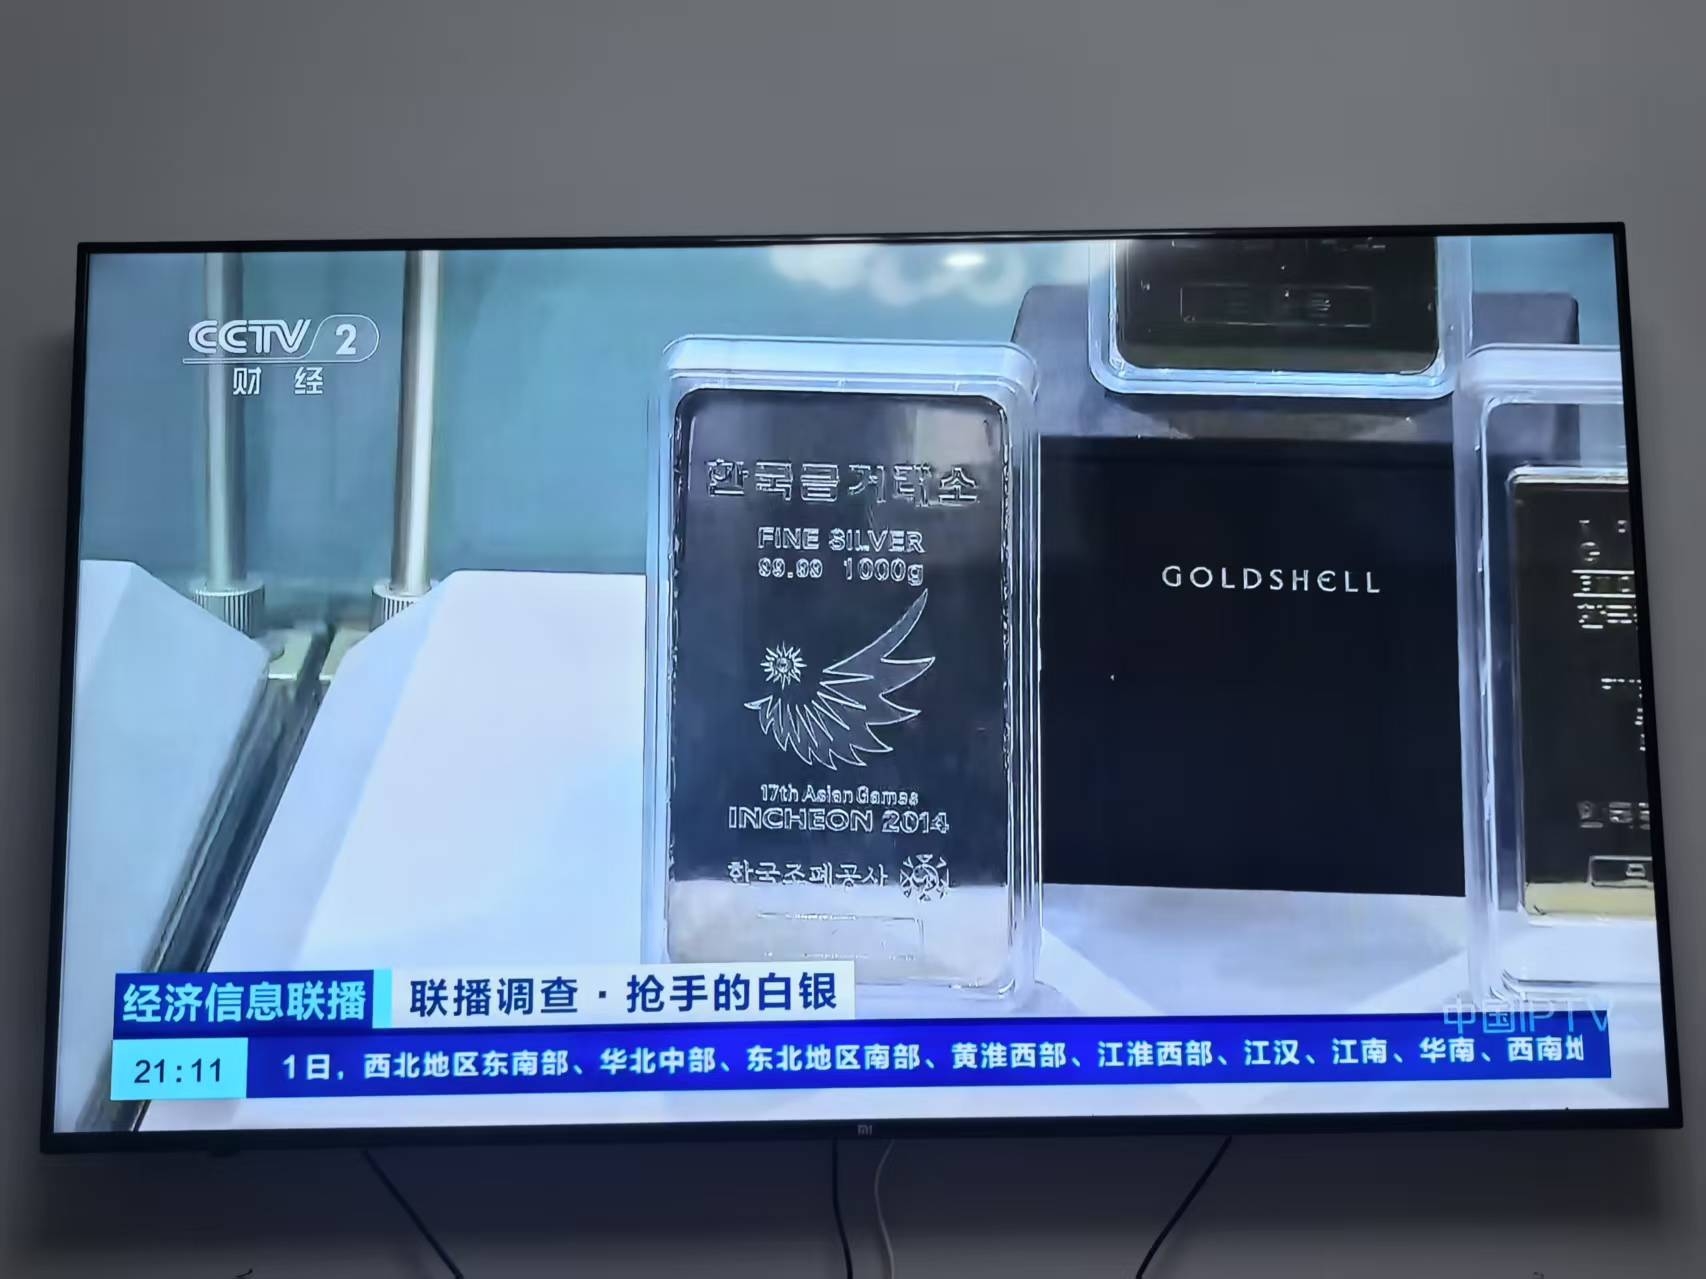 CCTV 2
财 经
한국금거래소
FINE SILVER
99.99 1000g
17th Asian Games
INCHEON 2014
한국조폐공사
GOLDSHELL
经济信息联播
联播调查·抢手的白银
中国IPTV
21:11
1日，西北地区东南部、华北中部、东北地区南部、黄淮西部、江淮西部、江汉、江南、华南、西南地
mi